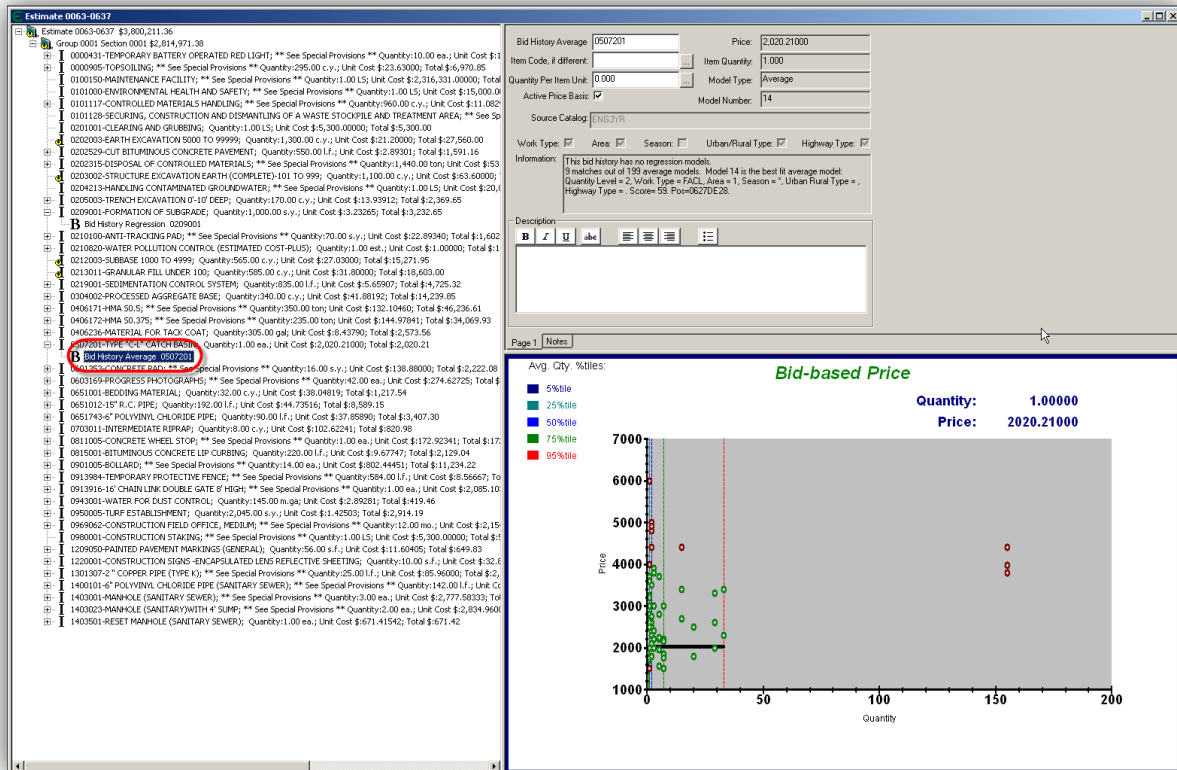 Estimate 0063-0637
Estimate 0063-0637 $3,800,211.36
Group 0001 Section 0001 $2,814,971.38
0000431-TEMPORARY BATTERY OPERATED RED LIGHT; ** See Special Provisions ** Quantity:10.00 ea.; Unit Cost $:1
0000905-TOPSOILING; ** See Special Provisions ** Quantity:295.00 c.y.; Unit Cost $:23.63000; Total $:6,970.85
0100150-MAINTENANCE FACILITY; ** See Special Provisions ** Quantity:1.00 LS; Unit Cost $:2,316,331.00000; Total
0101000-ENVIRONMENTAL HEALTH AND SAFETY; ** See Special Provisions ** Quantity:1.00 LS; Unit Cost $:15,000.0
0101117-CONTROLLED MATERIALS HANDLING; ** See Special Provisions ** Quantity:960.00 c.y.; Unit Cost $:11.082
0101128-SECURING, CONSTRUCTION AND DISMANTLING OF A WASTE STOCKPILE AND TREATMENT AREA; ** See Sp
0201001-CLEARING AND GRUBBING; Quantity:1.00 LS; Unit Cost $:5,300.00000; Total $:5,300.00
0202003-EARTH EXCAVATION 5000 TO 99999; Quantity:1,300.00 c.y.; Unit Cost $:21.20000; Total $:27,560.00
0202529-CUT BITUMINOUS CONCRETE PAVEMENT; Quantity:550.00 l.f.; Unit Cost $:2.89301; Total $:1,591.16
0202315-DISPOSAL OF CONTROLLED MATERIALS; ** See Special Provisions ** Quantity:1,440.00 ton; Unit Cost $:53
0203002-STRUCTURE EXCAVATION EARTH (COMPLETE)-101 TO 999; Quantity:1,100.00 c.y.; Unit Cost $:63.60000;
0204213-HANDLING CONTAMINATED GROUNDWATER; ** See Special Provisions ** Quantity:1.00 LS; Unit Cost $:20,
0205003-TRENCH EXCAVATION 0'-10' DEEP; Quantity:170.00 c.y.; Unit Cost $:13.93912; Total $:2,369.65
0209001-FORMATION OF SUBGRADE; Quantity:1,000.00 s.y.; Unit Cost $:3.23265; Total $:3,232.65
B Bid History Regression 0209001
0210100-ANTI-TRACKING PAD; ** See Special Provisions ** Quantity:70.00 s.y.; Unit Cost $:22.89340; Total $:1,602
0210820-WATER POLLUTION CONTROL (ESTIMATED COST-PLUS); Quantity:1.00 est.; Unit Cost $:1.00000; Total $:1
0212003-SUBBASE 1000 TO 4999; Quantity:565.00 c.y.; Unit Cost $:27.03000; Total $:15,271.95
0213011-GRANULAR FILL UNDER 100; Quantity:585.00 c.y.; Unit Cost $:31.80000; Total $:18,603.00
0219001-SEDIMENTATION CONTROL SYSTEM; Quantity:835.00 l.f.; Unit Cost $:5.65907; Total $:4,725.32
0304002-PROCESSED AGGREGATE BASE; Quantity:340.00 c.y.; Unit Cost $:41.88192; Total $:14,239.85
0406171-HMA S0.5; ** See Special Provisions ** Quantity:350.00 ton; Unit Cost $:132.10460; Total $:46,236.61
0406172-HMA S0.375; ** See Special Provisions ** Quantity:235.00 ton; Unit Cost $:144.97841; Total $:34,069.93
0406236-MATERIAL FOR TACK COAT; Quantity:305.00 gal; Unit Cost $:8.43790; Total $:2,573.56
0507201-TYPE "C-L" CATCH BASIN; Quantity:1.00 ea.; Unit Cost $:2,020.21000; Total $:2,020.21
B Bid History Average 0507201
0601353-CONCRETE PAD; ** See Special Provisions ** Quantity:16.00 s.y.; Unit Cost $:138.88000; Total $:2,222.08
0603169-PROGRESS PHOTOGRAPHS; ** See Special Provisions ** Quantity:42.00 ea.; Unit Cost $:274.62725; Total $
0651001-BEDDING MATERIAL; Quantity:32.00 c.y.; Unit Cost $:38.04819; Total $:1,217.54
0651012-15" R.C. PIPE; Quantity:192.00 l.f.; Unit Cost $:44.73516; Total $:8,589.15
0651743-6" POLYVINYL CHLORIDE PIPE; Quantity:90.00 l.f.; Unit Cost $:37.85890; Total $:3,407.30
0703011-INTERMEDIATE RIPRAP; Quantity:8.00 c.y.; Unit Cost $:102.62241; Total $:820.98
0811005-CONCRETE WHEEL STOP; ** See Special Provisions ** Quantity:1.00 ea.; Unit Cost $:172.92341; Total $:17
0815001-BITUMINOUS CONCRETE LIP CURBING; Quantity:220.00 l.f.; Unit Cost $:9.67747; Total $:2,129.04
0901005-BOLLARD; ** See Special Provisions ** Quantity:14.00 ea.; Unit Cost $:802.44451; Total $:11,234.22
0913984-TEMPORARY PROTECTIVE FENCE; ** See Special Provisions ** Quantity:584.00 l.f.; Unit Cost $:8.56667; To
0913916-16' CHAIN LINK DOUBLE GATE 8' HIGH; ** See Special Provisions ** Quantity:1.00 ea.; Unit Cost $:2,085.10
0943001-WATER FOR DUST CONTROL; Quantity:145.00 m.ga; Unit Cost $:2.89281; Total $:419.46
0950005-TURF ESTABLISHMENT; Quantity:2,045.00 s.y.; Unit Cost $:1.42503; Total $:2,914.19
0969062-CONSTRUCTION FIELD OFFICE, MEDIUM; ** See Special Provisions ** Quantity:12.00 mo.; Unit Cost $:2,15
0980001-CONSTRUCTION STAKING; ** See Special Provisions ** Quantity:1.00 LS; Unit Cost $:5,300.00000; Total $:5
1209050-PAINTED PAVEMENT MARKINGS (GENERAL); Quantity:56.00 s.f.; Unit Cost $:11.60405; Total $:649.83
1220001-CONSTRUCTION SIGNS -ENCAPSULATED LENS REFLECTIVE SHEETING; Quantity:10.00 s.f.; Unit Cost $:
1301307-2 " COPPER PIPE (TYPE K); ** See Special Provisions ** Quantity:25.00 l.f.; Unit Cost $:85.96000; Total $:2,
1400101-6" POLYVINYL CHLORIDE PIPE (SANITARY SEWER); ** See Special Provisions ** Quantity:142.00 l.f.; Unit C
1403001-MANHOLE (SANITARY SEWER); ** See Special Provisions ** Quantity:3.00 ea.; Unit Cost $:2,777.58333; Tot
1403023-MANHOLE (SANITARY)WITH 4' SUMP; ** See Special Provisions ** Quantity:2.00 ea.; Unit Cost $:2,834.9600
1403501-RESET MANHOLE (SANITARY SEWER); Quantity:1.00 ea.; Unit Cost $:671.41542; Total $:671.42
Bid History Average 0507201 Price: 2,020.21000
Item Code, if different: ... Item Quantity: 1.000
Quantity Per Item Unit: 0.000 ... Model Type: Average
Active Price Basis: Model Number: 14
Source Catalog: ENG3YR
Work Type: Area: Season: Urban/Rural Type: Highway Type:
Information: This bid history has no regression models.
9 matches out of 199 average models. Model 14 is the best fit average model:
Quantity Level = 2, Work Type = FACL, Area = 1, Season = *, Urban Rural Type = ,
Highway Type = . Score= 59. Pos=0627DE28.
Description
B I U abc
Page 1 Notes
Avg. Qty. %tiles:
5%tile
25%tile
50%tile
75%tile
95%tile
Bid-based Price
Quantity: 1.00000
Price: 2020.21000
7000
6000
5000
4000
3000
2000
1000
Price
0 50 100 150 200
Quantity